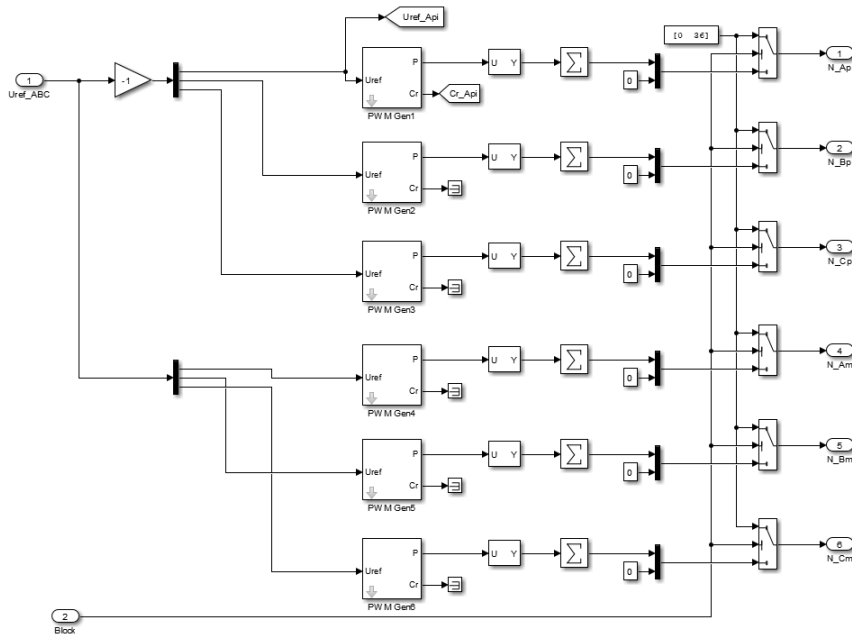 Uref_Api
[0 36]
1
Uref_ABC
-1
Uref
P
Cr
PWM Gen1
Cr_Api
U Y
Σ
0
1
N_Ap
Uref
P
Cr
PWM Gen2
U Y
Σ
0
2
N_Bp
Uref
P
Cr
PWM Gen3
U Y
Σ
0
3
N_Cp
Uref
P
Cr
PWM Gen4
U Y
Σ
0
4
N_Am
Uref
P
Cr
PWM Gen5
U Y
Σ
0
5
N_Bm
Uref
P
Cr
PWM Gen6
U Y
Σ
0
6
N_Cm
2
Block